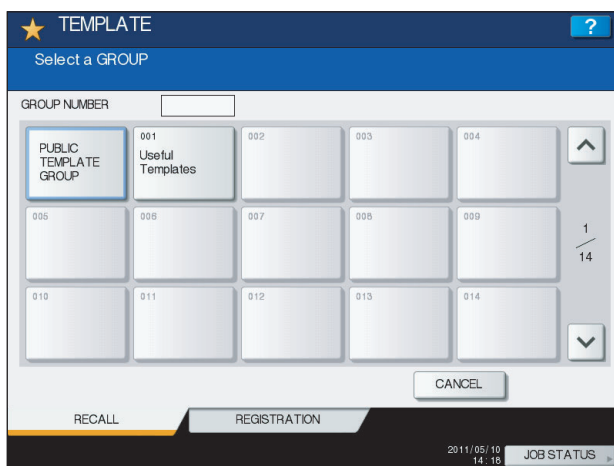 TEMPLATE
?
Select a GROUP
GROUP NUMBER
PUBLIC
TEMPLATE
GROUP
001
Useful
Templates
002
003
004
005
006
007
008
009
1
14
010
011
012
013
014
CANCEL
RECALL
REGISTRATION
2011/05/10
14:18
JOB STATUS